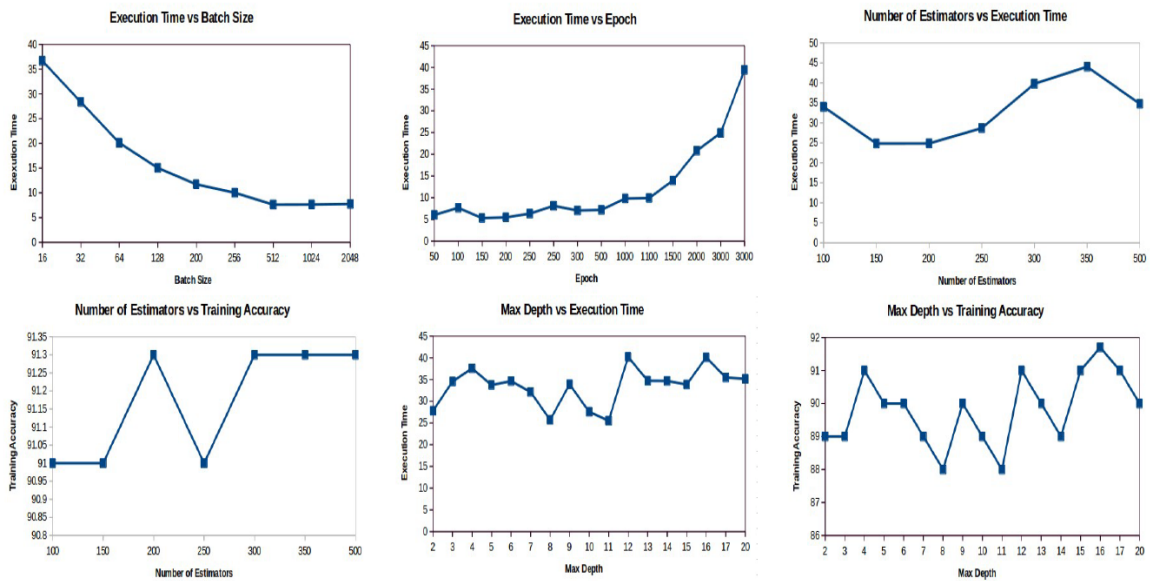 Execution Time vs Batch Size
Exexution Time
40
35
30
25
20
15
10
5
0
16 32 64 128 200 256 512 1024 2048
Batch Size
Execution Time vs Epoch
Execution Time
45
40
35
30
25
20
15
10
5
0
50 100 150 200 250 250 300 500 1000 1100 1500 2000 3000 3000
Epoch
Number of Estimators vs Execution Time
Execution Time
50
45
40
35
30
25
20
15
10
5
0
100 150 200 250 300 350 500
Number of Estimators
Number of Estimators vs Training Accuracy
Training Accuracy
91.35
91.3
91.25
91.2
91.15
91.1
91.05
91
90.95
90.9
90.85
90.8
100 150 200 250 300 350 500
Number of Estimators
Max Depth vs Execution Time
Execution Time
45
40
35
30
25
20
15
10
5
0
2 3 4 5 6 7 8 9 10 11 12 13 14 15 16 17 20
Max Depth
Max Depth vs Training Accuracy
Training Accuracy
92
91
90
89
88
87
86
2 3 4 5 6 7 8 9 10 11 12 13 14 15 16 17 20
Max Depth